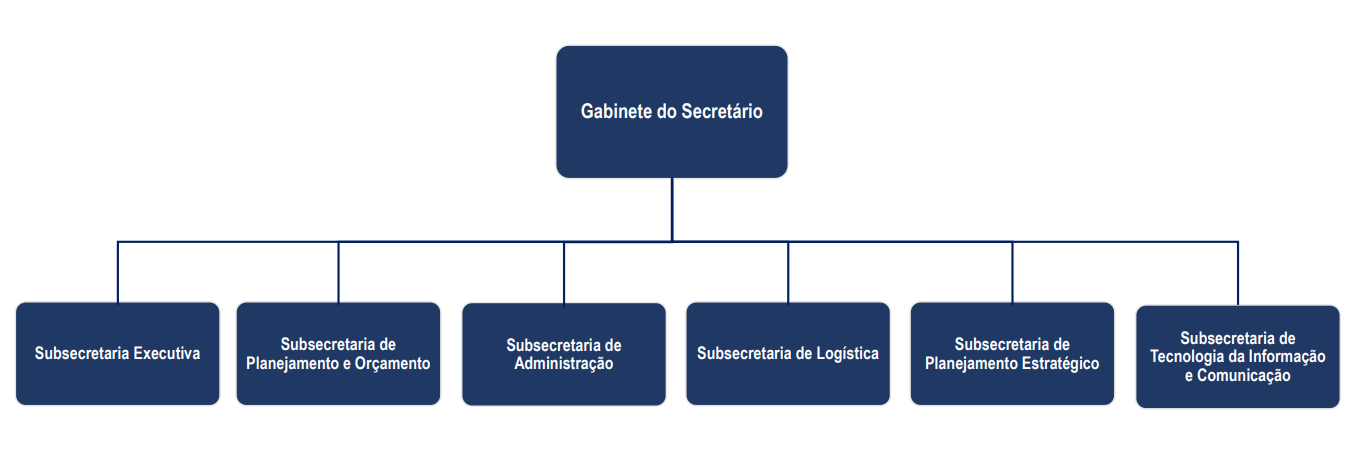 Gabinete do Secretário
Subsecretaria Executiva
Subsecretaria de
Planejamento e Orçamento
Subsecretaria de
Administração
Subsecretaria de Logística
Subsecretaria de
Planejamento Estratégico
Subsecretaria de
Tecnologia da Informação
e Comunicação